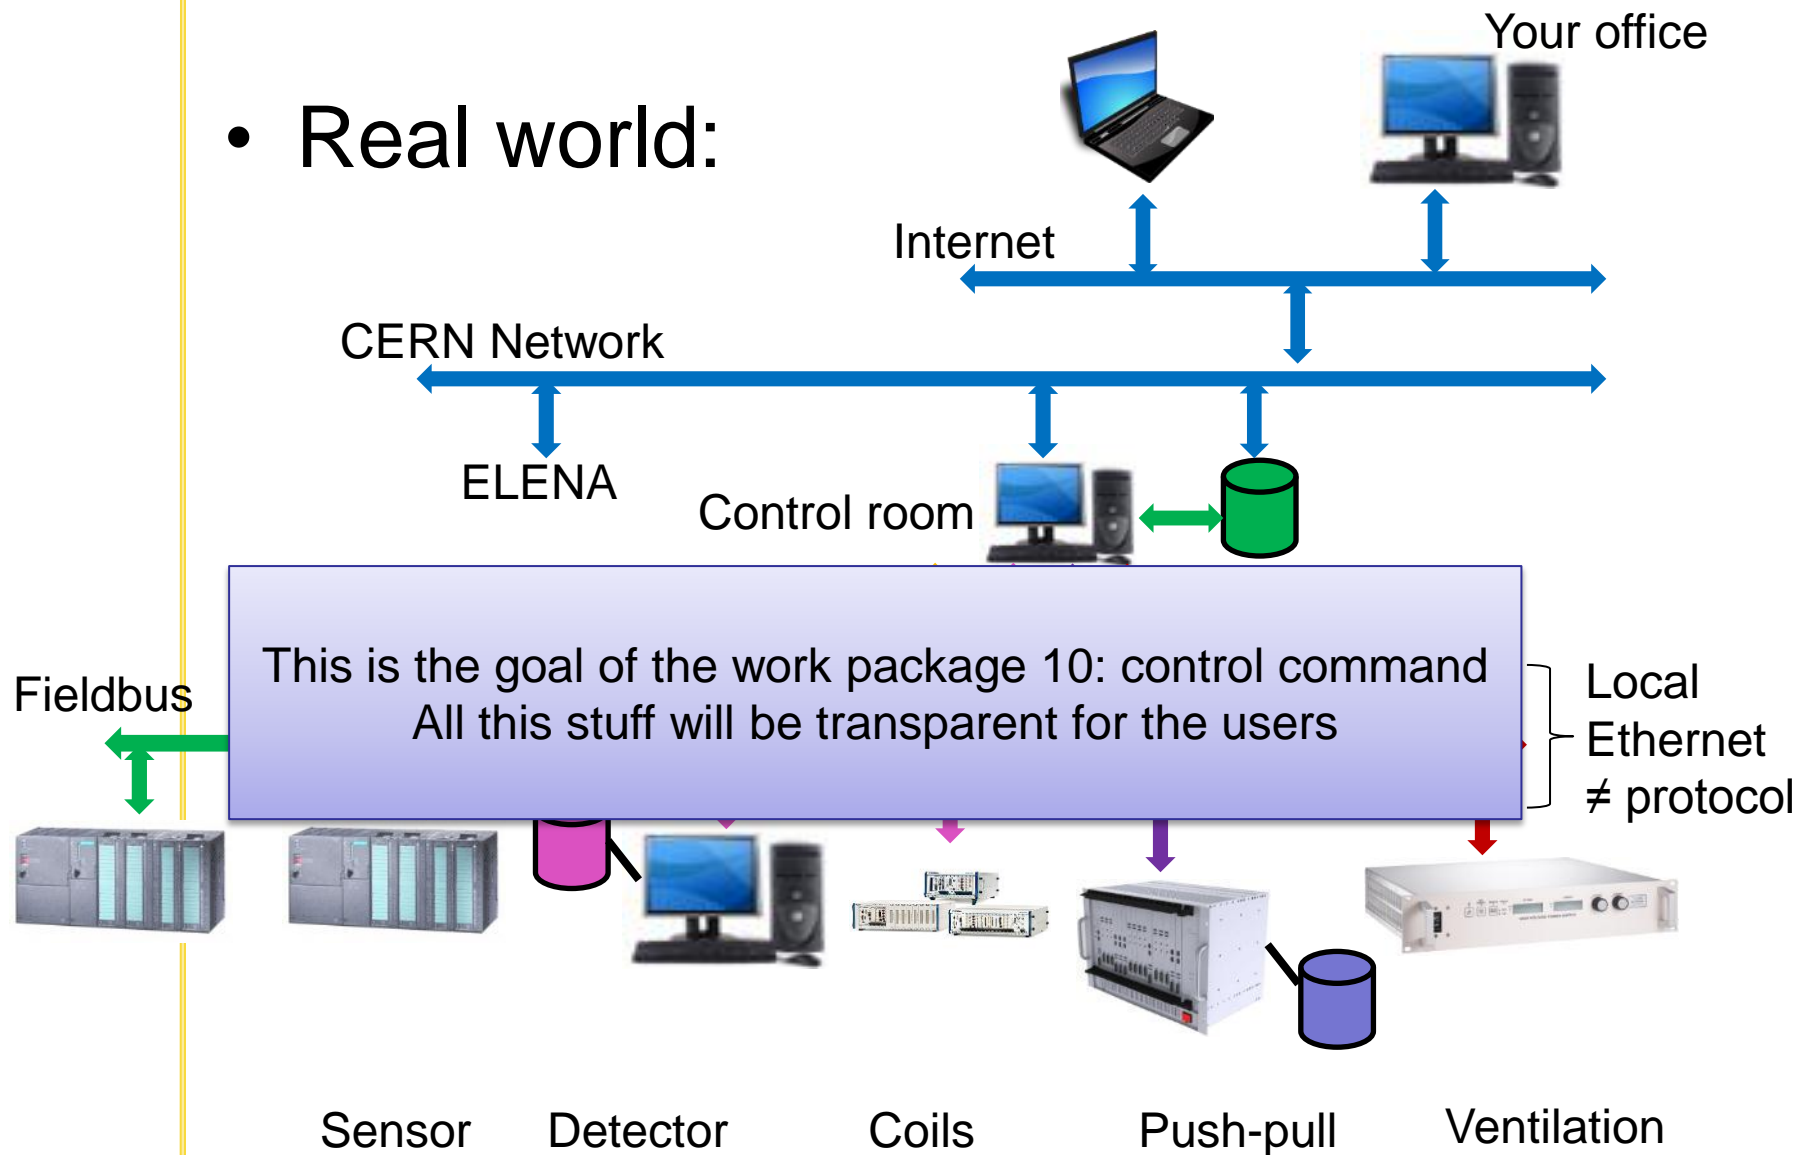 Your office
• Real world:
Internet
CERN Network
ELENA
Control room
This is the goal of the work package 10: control command
All this stuff will be transparent for the users
Fieldbus
Local
Ethernet
≠ protocol
Sensor
Detector
Coils
Push-pull
Ventilation